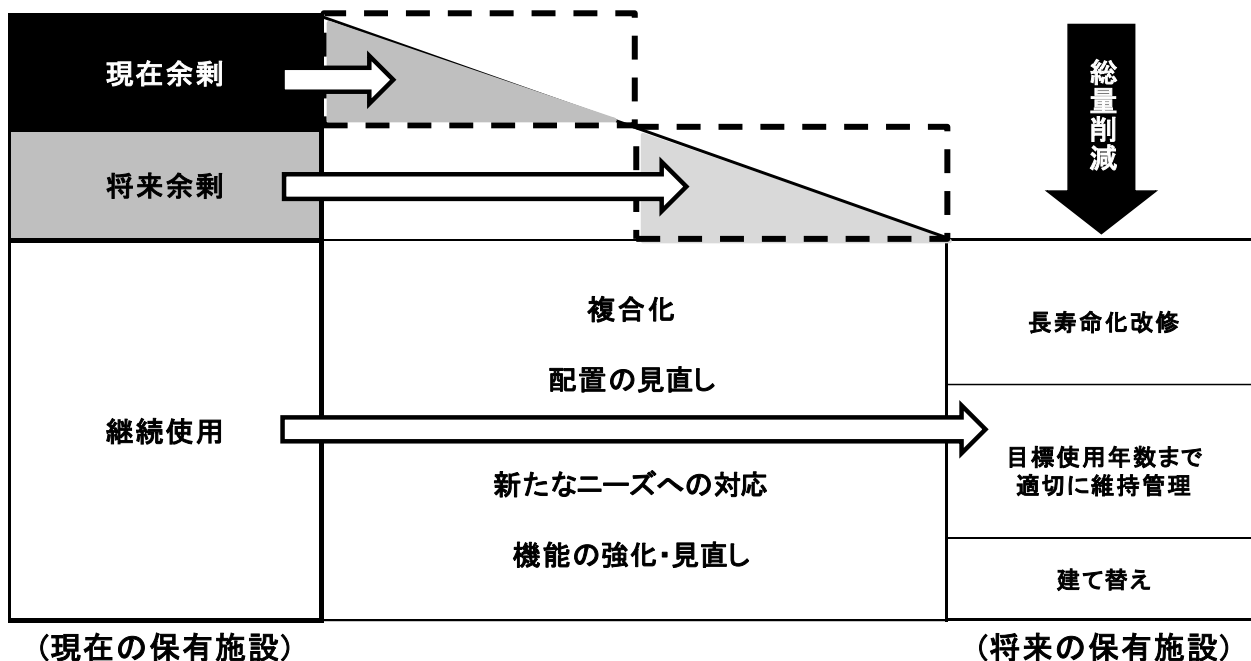 現在余剰
総量削減
将来余剰
複合化
長寿命化改修
配置の見直し
継続使用
目標使用年数まで
適切に維持管理
新たなニーズへの対応
機能の強化・見直し
建て替え
(現在の保有施設)
(将来の保有施設)